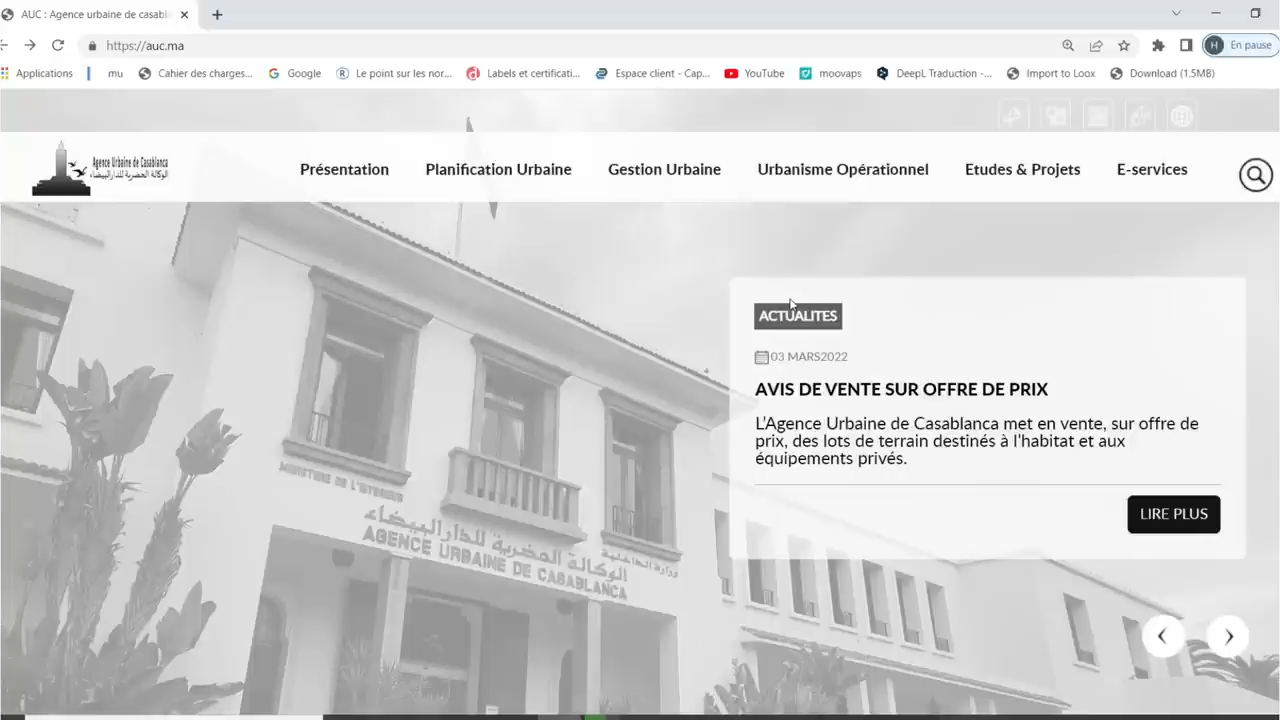 AUC : Agence urbaine de casabl
https://auc.ma
H En pause
Applications
mu
Cahier des charges...
Google
Le point sur les nor...
Labels et certificati...
Espace client - Cap...
YouTube
moovaps
DeepL Traduction -...
Import to Loox
Download (1.5MB)
Agence Urbaine de Casablanca
الوكالة الحضرية للدار البيضاء
Présentation
Planification Urbaine
Gestion Urbaine
Urbanisme Opérationnel
Etudes & Projets
E-services
ACTUALITES
03 MARS2022
AVIS DE VENTE SUR OFFRE DE PRIX
L'Agence Urbaine de Casablanca met en vente, sur offre de
prix, des lots de terrain destinés à l'habitat et aux
équipements privés.
LIRE PLUS
MINISTERE DE L'INTERIEUR
وزارة الداخلية
الوكالة الحضرية للدار البيضاء
AGENCE URBAINE DE CASABLANCA